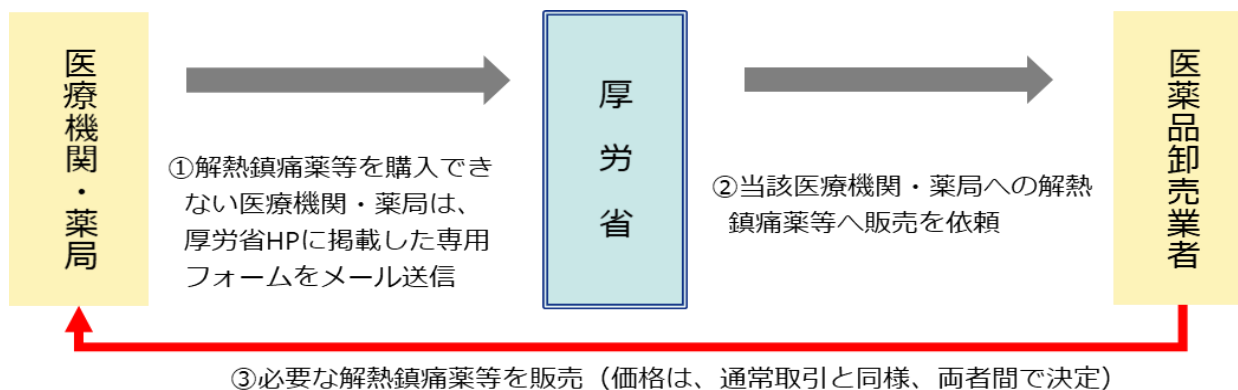 医療機関・薬局
①解熱鎮痛薬等を購入でき
ない医療機関・薬局は、
厚労省HPに掲載した専用
フォームをメール送信
厚労省
②当該医療機関・薬局への解熱
鎮痛薬等へ販売を依頼
医薬品卸売業者
③必要な解熱鎮痛薬等を販売（価格は、通常取引と同様、両者間で決定）